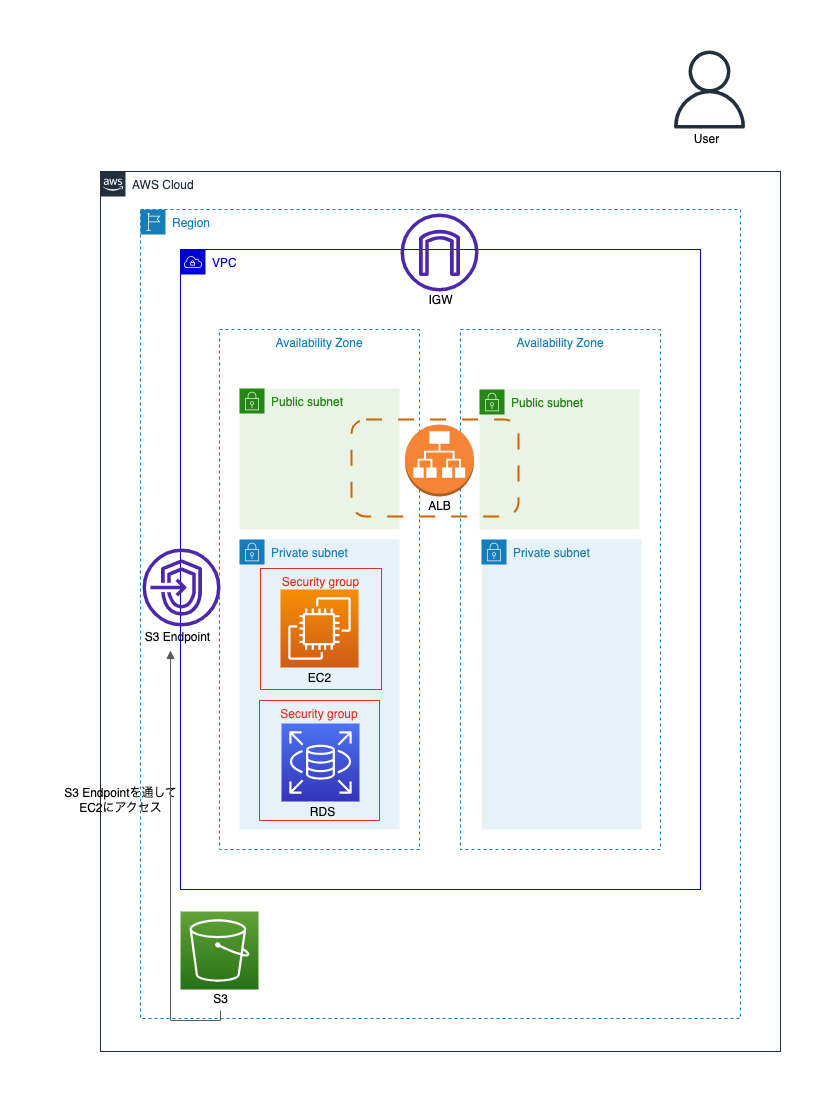 User
aws
AWS Cloud
Region
IGW
VPC
Availability Zone
Availability Zone
Public subnet
Public subnet
ALB
Private subnet
Private subnet
Security group
EC2
S3 Endpoint
Security group
RDS
S3 Endpointを通して
EC2にアクセス
S3